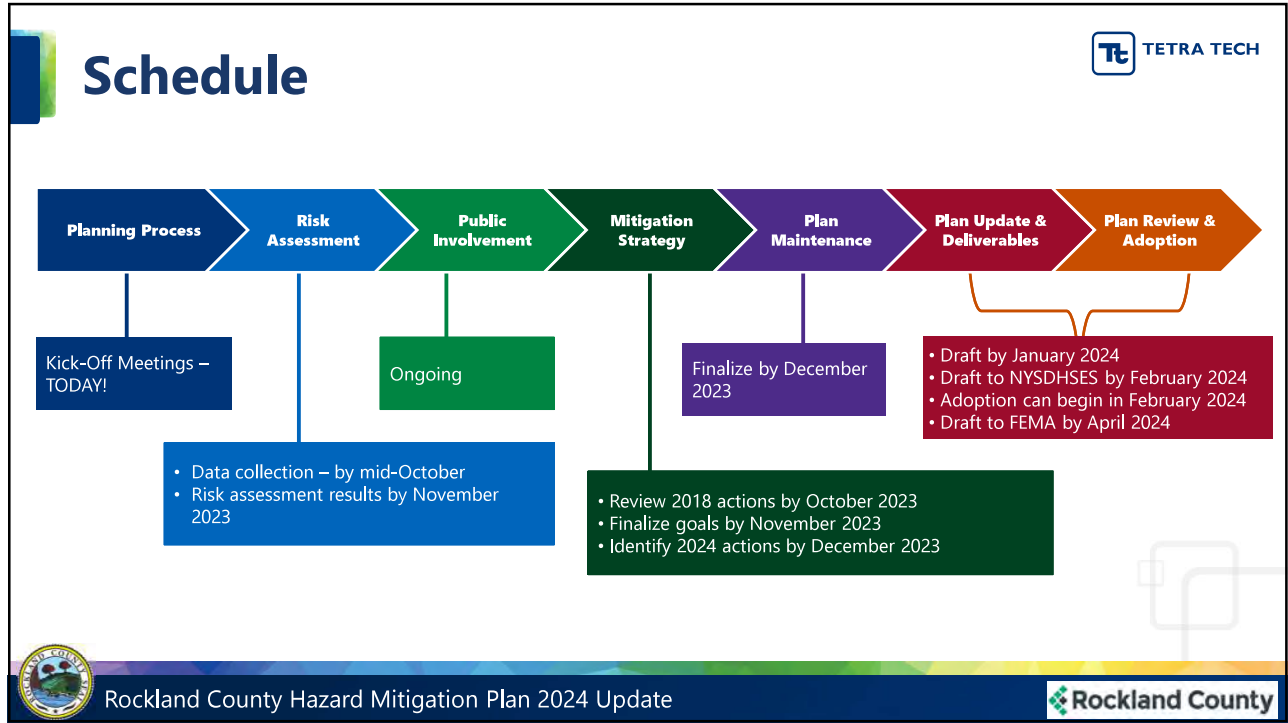 Schedule
Tt TETRA TECH
Planning Process
Risk
Assessment
Public
Involvement
Mitigation
Strategy
Plan
Maintenance
Plan Update &
Deliverables
Plan Review &
Adoption
Kick-Off Meetings –
TODAY!
• Data collection – by mid-October
• Risk assessment results by November
2023
Ongoing
• Review 2018 actions by October 2023
• Finalize goals by November 2023
• Identify 2024 actions by December 2023
Finalize by December
2023
• Draft by January 2024
• Draft to NYSDHSES by February 2024
• Adoption can begin in February 2024
• Draft to FEMA by April 2024
ROCKLAND COUNTY SEAL
Rockland County Hazard Mitigation Plan 2024 Update
Rockland County